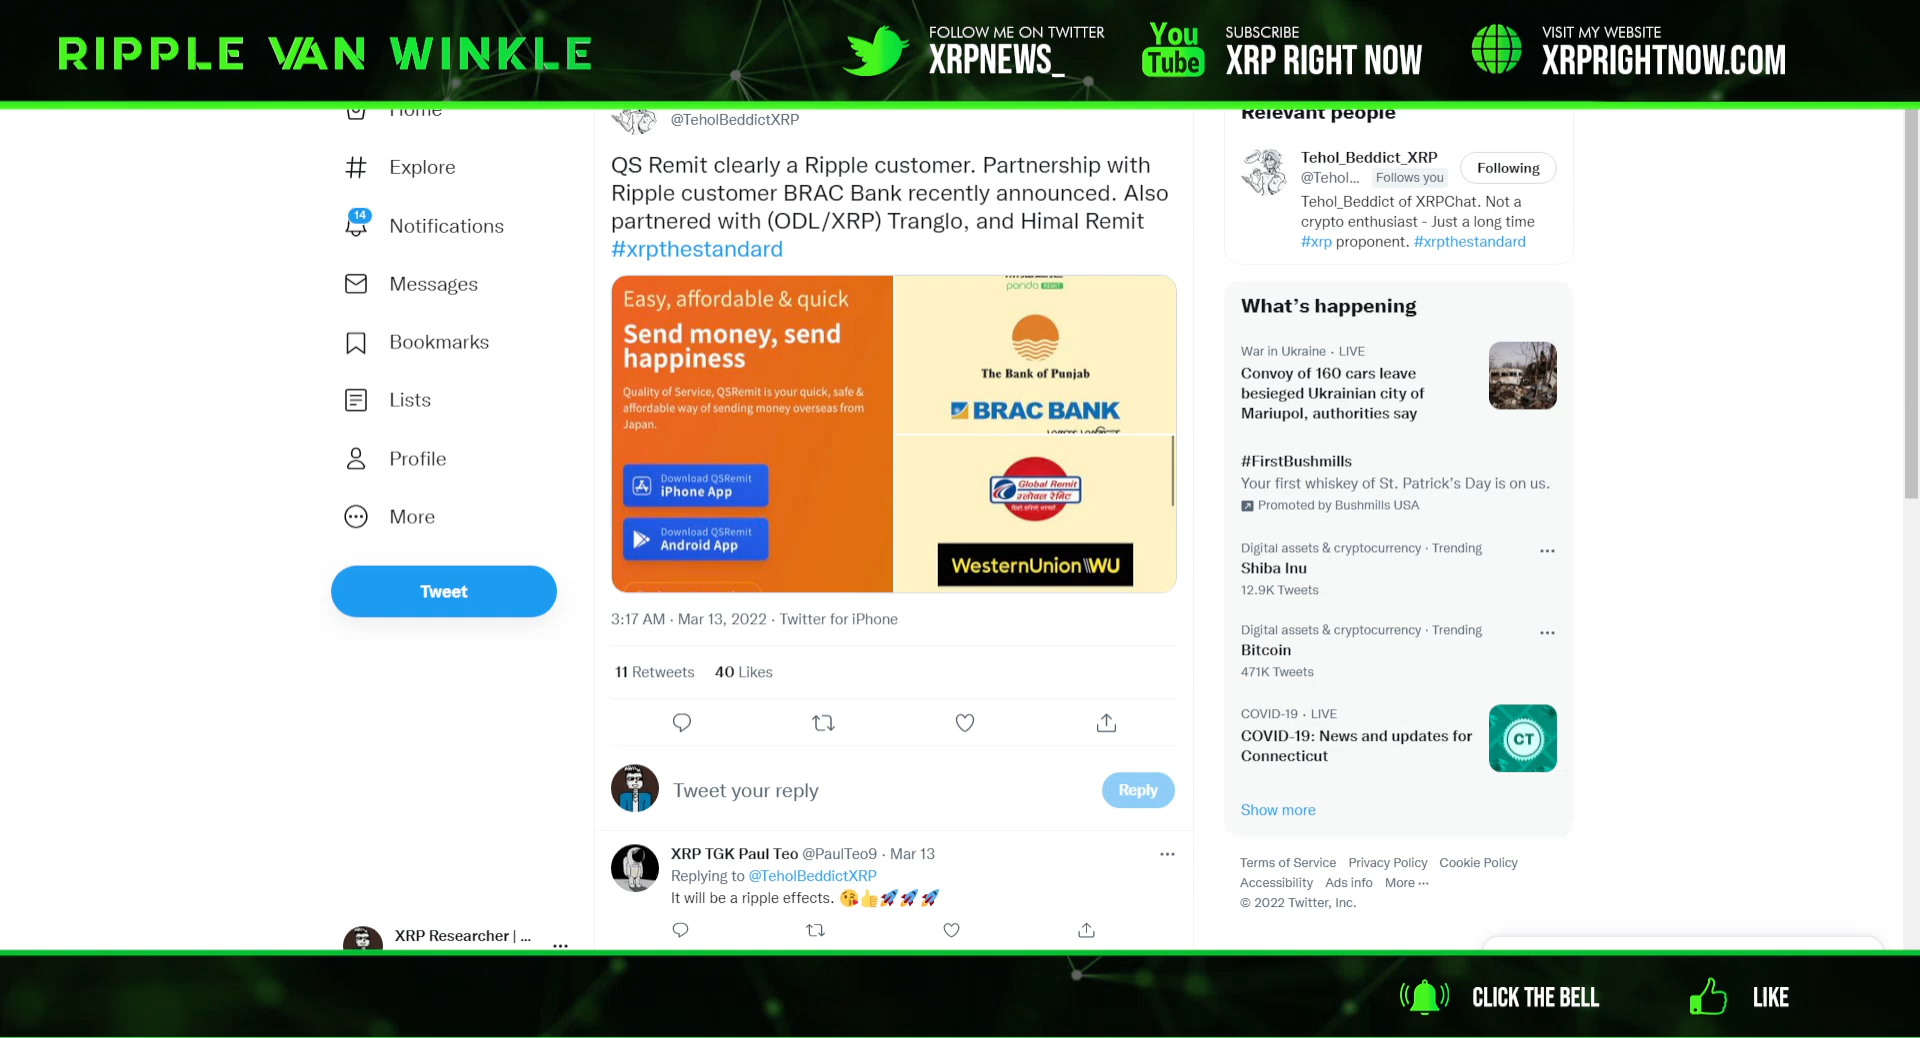 RIPPLE VAN WINKLE
FOLLOW ME ON TWITTER
XRPNEWS_
You
Tube
SUBSCRIBE
XRP RIGHT NOW
VISIT MY WEBSITE
XRPRIGHTNOW.COM
Home
Explore
14
Notifications
Messages
Bookmarks
Lists
Profile
More
Tweet
XRP Researcher | ...
@TeholBeddictXRP
QS Remit clearly a Ripple customer. Partnership with
Ripple customer BRAC Bank recently announced. Also
partnered with (ODL/XRP) Tranglo, and Himal Remit
#xrpthestandard
Easy, affordable & quick
Send money, send
happiness
Quality of Service, QSRemit is your quick, safe &
affordable way of sending money overseas from
Japan.
Download QSRemit
iPhone App
Download QSRemit
Android App
pando REMIT
The Bank of Punjab
BRAC BANK
Global Remit
WesternUnion WU
3:17 AM · Mar 13, 2022 · Twitter for iPhone
11 Retweets 40 Likes
Tweet your reply
Reply
XRP TGK Paul Teo @PaulTeo9 · Mar 13
Replying to @TeholBeddictXRP
It will be a ripple effects. 😘👍🚀🚀🚀
Relevant people
Tehol_Beddict_XRP
@Tehol... Follows you
Following
Tehol_Beddict of XRPChat. Not a
crypto enthusiast - Just a long time
#xrp proponent. #xrpthestandard
What's happening
War in Ukraine · LIVE
Convoy of 160 cars leave
besieged Ukrainian city of
Mariupol, authorities say
#FirstBushmills
Your first whiskey of St. Patrick's Day is on us.
Promoted by Bushmills USA
Digital assets & cryptocurrency · Trending
Shiba Inu
12.9K Tweets
Digital assets & cryptocurrency · Trending
Bitcoin
471K Tweets
COVID-19 · LIVE
COVID-19: News and updates for
Connecticut
CT
Show more
Terms of Service Privacy Policy Cookie Policy
Accessibility Ads info More ···
© 2022 Twitter, Inc.
CLICK THE BELL
LIKE